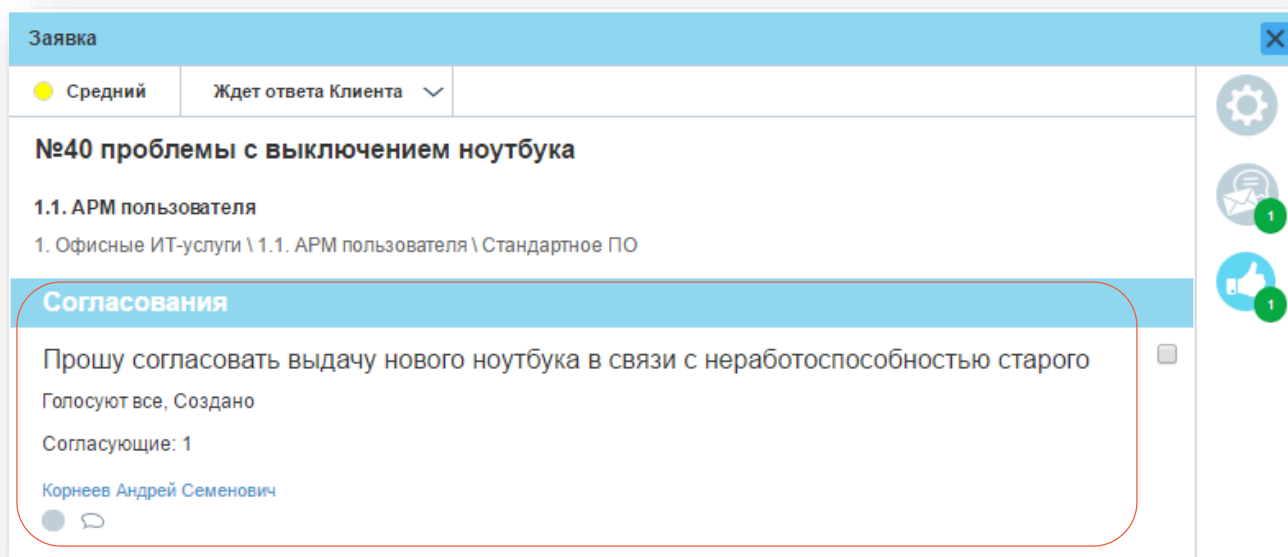 Заявка
Средний
Ждет ответа Клиента
№40 проблемы с выключением ноутбука
1.1. АРМ пользователя
1. Офисные ИТ-услуги \ 1.1. АРМ пользователя \ Стандартное ПО
1
Согласования
1
Прошу согласовать выдачу нового ноутбука в связи с неработоспособностью старого
Голосуют все, Создано
Согласующие: 1
Корнеев Андрей Семенович